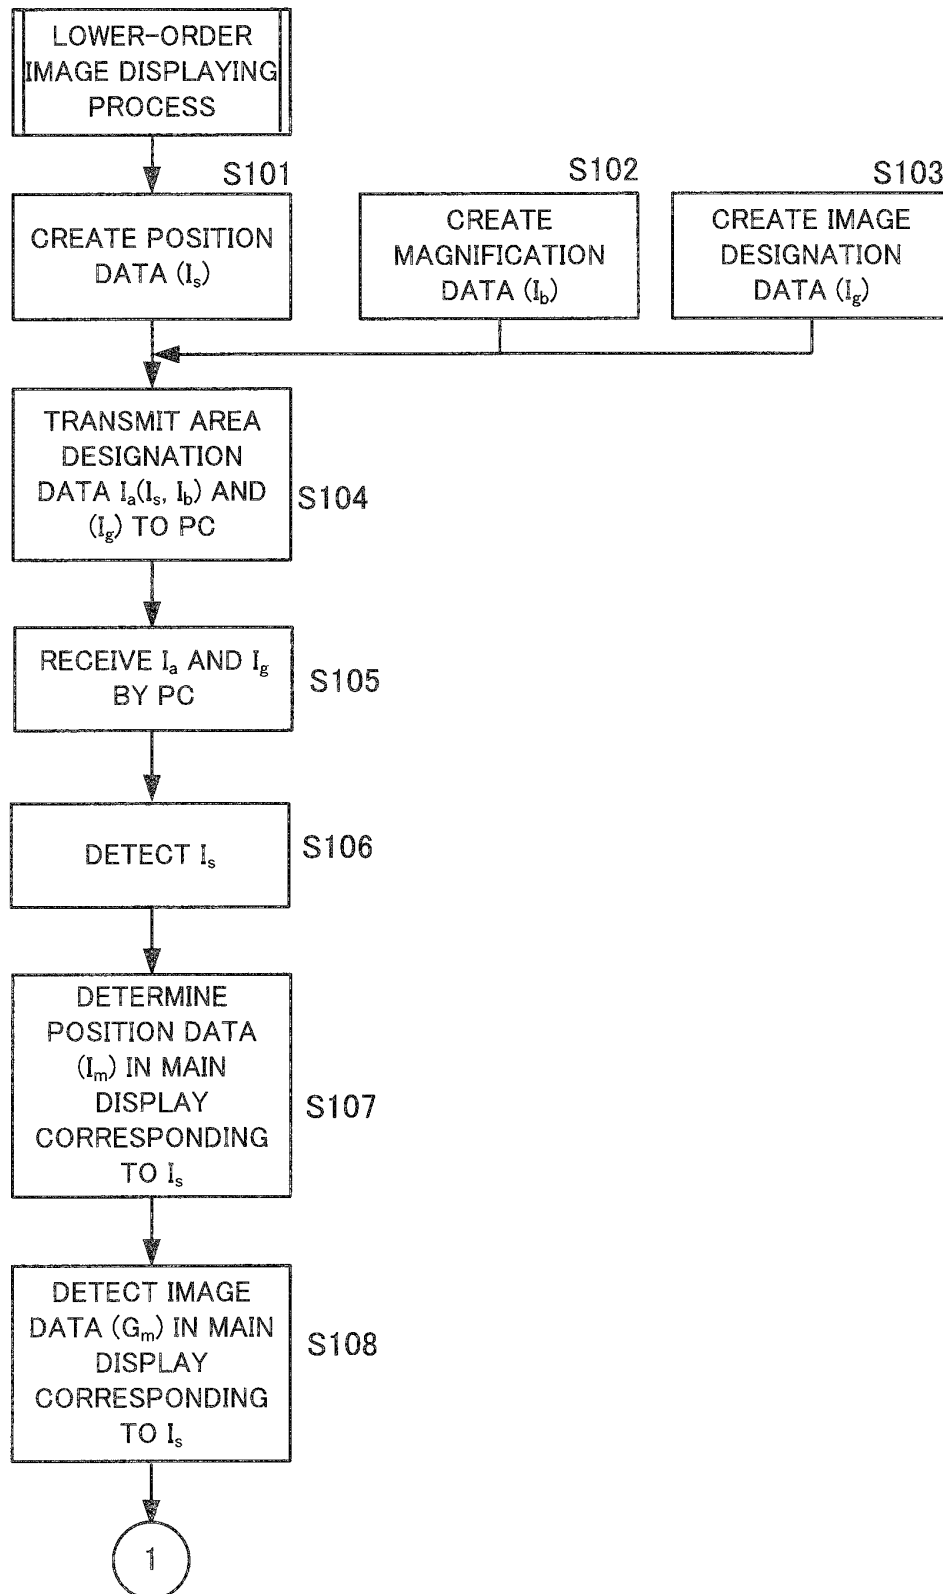 LOWER-ORDER
IMAGE DISPLAYING
PROCESS
S101
CREATE POSITION
DATA (Is)
S102
CREATE
MAGNIFICATION
DATA (Ib)
S103
CREATE IMAGE
DESIGNATION
DATA (Ig)
TRANSMIT AREA
DESIGNATION
DATA Ia(Is, Ib) AND
(Ig) TO PC
S104
RECEIVE Ia AND Ig
BY PC
S105
DETECT Is
S106
DETERMINE
POSITION DATA
(Im) IN MAIN
DISPLAY
CORRESPONDING
TO Is
S107
DETECT IMAGE
DATA (Gm) IN MAIN
DISPLAY
CORRESPONDING
TO Is
S108
1